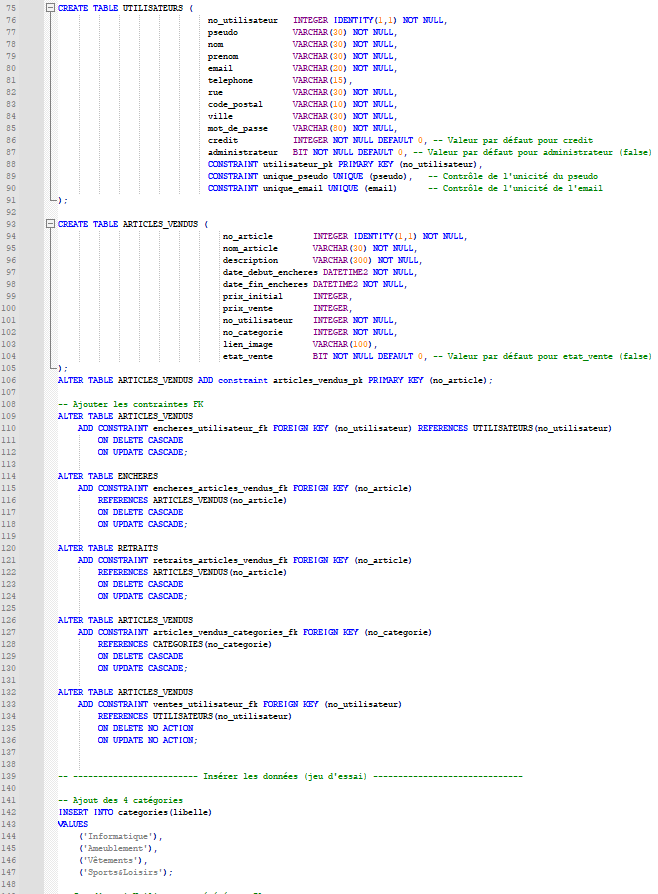 75 CREATE TABLE UTILISATEURS (
76 no_utilisateur INTEGER IDENTITY(1,1) NOT NULL,
77 pseudo VARCHAR(30) NOT NULL,
78 nom VARCHAR(30) NOT NULL,
79 prenom VARCHAR(30) NOT NULL,
80 email VARCHAR(20) NOT NULL,
81 telephone VARCHAR(15),
82 rue VARCHAR(30) NOT NULL,
83 code_postal VARCHAR(10) NOT NULL,
84 ville VARCHAR(30) NOT NULL,
85 mot_de_passe VARCHAR(30) NOT NULL,
86 credit INTEGER NOT NULL DEFAULT 0, -- Valeur par défaut pour credit
87 administrateur BIT NOT NULL DEFAULT 0, -- Valeur par défaut pour administrateur (false)
88 CONSTRAINT utilisateur_pk PRIMARY KEY (no_utilisateur),
89 CONSTRAINT unique_pseudo UNIQUE (pseudo), -- Contrôle de l'unicité du pseudo
90 CONSTRAINT unique_email UNIQUE (email) -- Contrôle de l'unicité de l'email
91 );
92
93 CREATE TABLE ARTICLES_VENDUS (
94 no_article INTEGER IDENTITY(1,1) NOT NULL,
95 nom_article VARCHAR(30) NOT NULL,
96 description VARCHAR(300) NOT NULL,
97 date_debut_encheres DATETIME2 NOT NULL,
98 date_fin_encheres DATETIME2 NOT NULL,
99 prix_initial INTEGER,
100 prix_vente INTEGER,
101 no_utilisateur INTEGER NOT NULL,
102 no_categorie INTEGER NOT NULL,
103 lien_image VARCHAR(100),
104 etat_vente BIT NOT NULL DEFAULT 0, -- Valeur par défaut pour etat_vente (false)
105 );
106 ALTER TABLE ARTICLES_VENDUS ADD constraint articles_vendus_pk PRIMARY KEY (no_article);
107
108 -- Ajouter les contraintes FK
109 ALTER TABLE ARTICLES_VENDUS
110 ADD CONSTRAINT encheres_utilisateur_fk FOREIGN KEY (no_utilisateur) REFERENCES UTILISATEURS(no_utilisateur)
111 ON DELETE CASCADE
112 ON UPDATE CASCADE;
113
114 ALTER TABLE ENCHERES
115 ADD CONSTRAINT encheres_articles_vendus_fk FOREIGN KEY (no_article)
116 REFERENCES ARTICLES_VENDUS(no_article)
117 ON DELETE CASCADE
118 ON UPDATE CASCADE;
119
120 ALTER TABLE RETRAITS
121 ADD CONSTRAINT retraits_articles_vendus_fk FOREIGN KEY (no_article)
122 REFERENCES ARTICLES_VENDUS(no_article)
123 ON DELETE CASCADE
124 ON UPDATE CASCADE;
125
126 ALTER TABLE ARTICLES_VENDUS
127 ADD CONSTRAINT articles_vendus_categories_fk FOREIGN KEY (no_categorie)
128 REFERENCES CATEGORIES(no_categorie)
129 ON DELETE CASCADE
130 ON UPDATE CASCADE;
131
132 ALTER TABLE ARTICLES_VENDUS
133 ADD CONSTRAINT ventes_utilisateur_fk FOREIGN KEY (no_utilisateur)
134 REFERENCES UTILISATEURS(no_utilisateur)
135 ON DELETE NO ACTION
136 ON UPDATE NO ACTION;
137
138
139 -- ------------------------- Insérer les données (jeu d'essai) ------------------------------
140
141 -- Ajout des 4 catégories
142 INSERT INTO categories(libelle)
143 VALUES
144 ('Informatique'),
145 ('Ameublement'),
146 ('Vêtements'),
147 ('Sports&Loisirs');
148